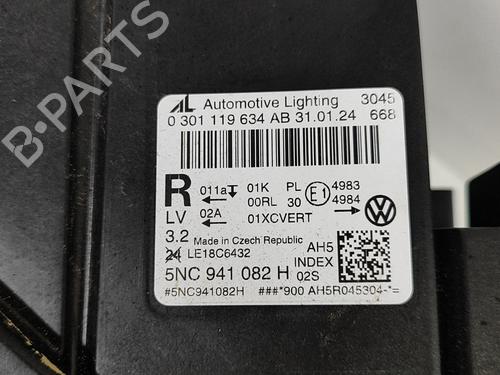 AL Automotive Lighting 3045
0 301 119 634 AB 31.01.24 668
R 011a 01K PL E1 4983
00RL 30 4984
LV 02A 01XCVERT
3.2 Made in Czech Republic AH5
24 LE18C6432 INDEX
5NC 941 082 H 02S
#5NC941082H ###*900 AH5R045304-*=
B-PARTS